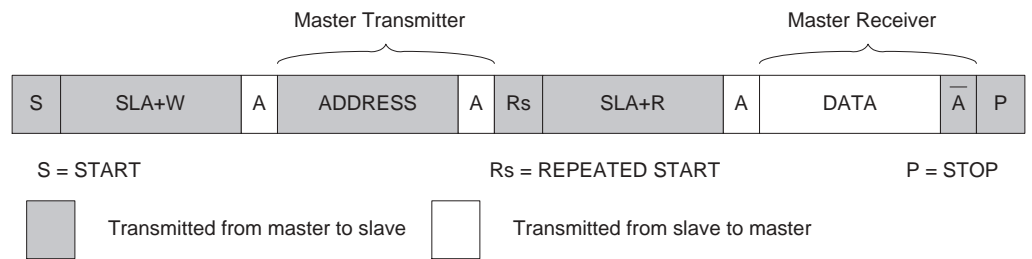 Master Transmitter Master Receiver
S SLA+W A ADDRESS A Rs SLA+R A DATA A̅ P
S = START Rs = REPEATED START P = STOP
Transmitted from master to slave Transmitted from slave to master